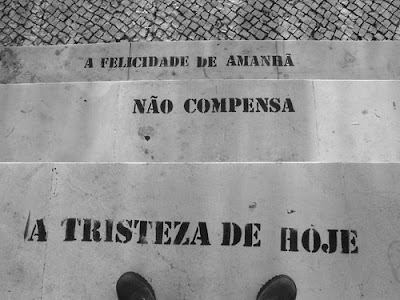 A FELICIDADE DE AMANHÃ
NÃO COMPENSA
A TRISTEZA DE HOJE